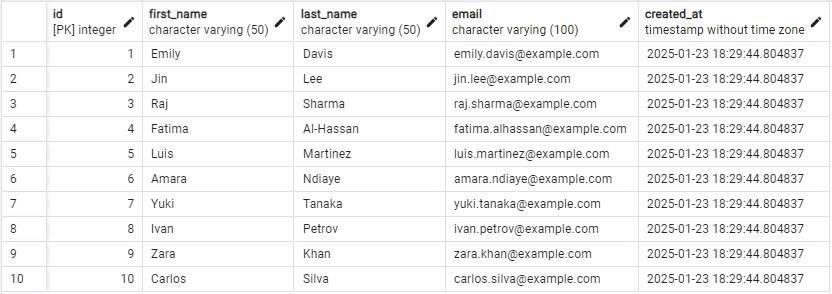 id first_name last_name email created_at
[PK] integer character varying (50) character varying (50) character varying (100) timestamp without time zone
1 1 Emily Davis emily.davis@example.com 2025-01-23 18:29:44.804837
2 2 Jin Lee jin.lee@example.com 2025-01-23 18:29:44.804837
3 3 Raj Sharma raj.sharma@example.com 2025-01-23 18:29:44.804837
4 4 Fatima Al-Hassan fatima.alhassan@example.com 2025-01-23 18:29:44.804837
5 5 Luis Martinez luis.martinez@example.com 2025-01-23 18:29:44.804837
6 6 Amara Ndiaye amara.ndiaye@example.com 2025-01-23 18:29:44.804837
7 7 Yuki Tanaka yuki.tanaka@example.com 2025-01-23 18:29:44.804837
8 8 Ivan Petrov ivan.petrov@example.com 2025-01-23 18:29:44.804837
9 9 Zara Khan zara.khan@example.com 2025-01-23 18:29:44.804837
10 10 Carlos Silva carlos.silva@example.com 2025-01-23 18:29:44.804837